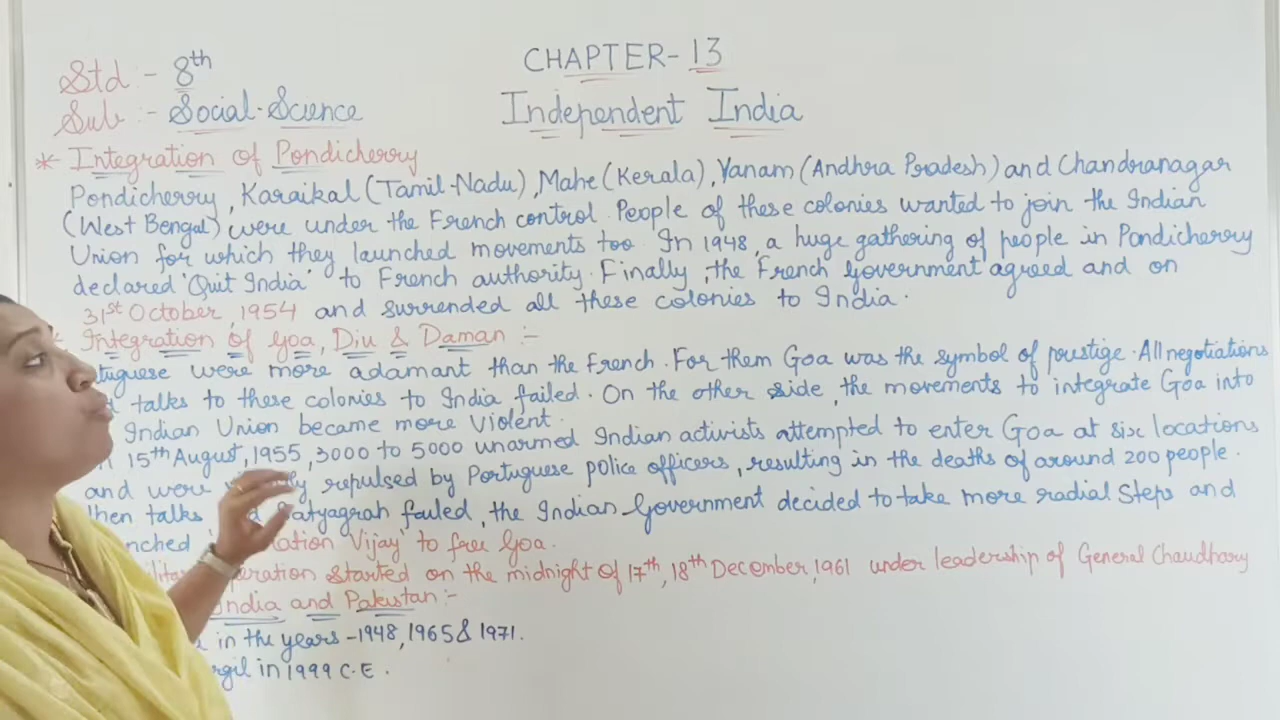 Std :- 8th
Sub :- Social-Science
CHAPTER-13
Independent India
* Integration of Pondicherry
Pondicherry, Karaikal (Tamil-Nadu), Mahe (Kerala), Yanam (Andhra Pradesh) and Chandranagar
(West Bengal) were under the French control. People of these colonies wanted to join the Indian
Union for which they launched movements too. In 1948, a huge gathering of people in Pondicherry
declared 'Quit India' to French authority. Finally, the French Government agreed and on
31st October, 1954 and surrended all these colonies to India.
Integration of Goa, Diu & Daman :-
were more adamant than the French. For them Goa was the symbol of prestige. All negotiations
talks to these colonies to India failed. On the other side, the movements to integrate Goa into
Indian Union became more violent.
15th August, 1955, 3000 to 5000 unarmed Indian activists attempted to enter Goa at six locations
and were repulsed by Portuguese police officers, resulting in the deaths of around 200 people.
then talks Satyagrah failed, the Indian Government decided to take more radial steps and
Vijay' to free Goa.
started on the midnight of 17th, 18th December, 1961 under leadership of General Chaudhary
India and Pakistan :-
in the years - 1948, 1965 & 1971.
in 1999 C.E.